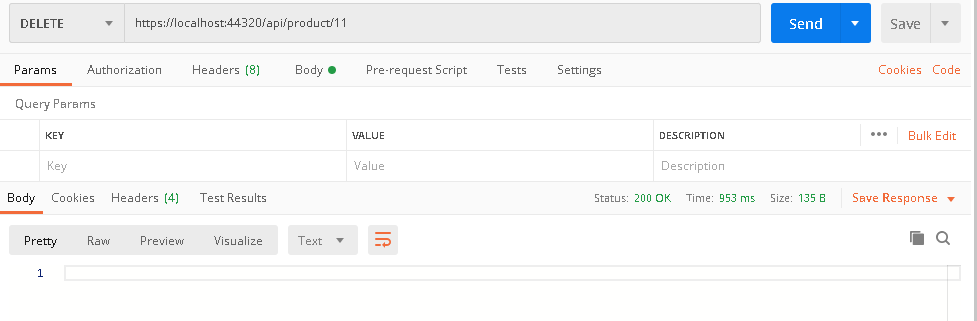 DELETE https://localhost:44320/api/product/11 Send Save
Params Authorization Headers (8) Body Pre-request Script Tests Settings Cookies Code
Query Params
KEY VALUE DESCRIPTION ••• Bulk Edit
Key Value Description
Body Cookies Headers (4) Test Results Status: 200 OK Time: 953 ms Size: 135 B Save Response
Pretty Raw Preview Visualize Text
1